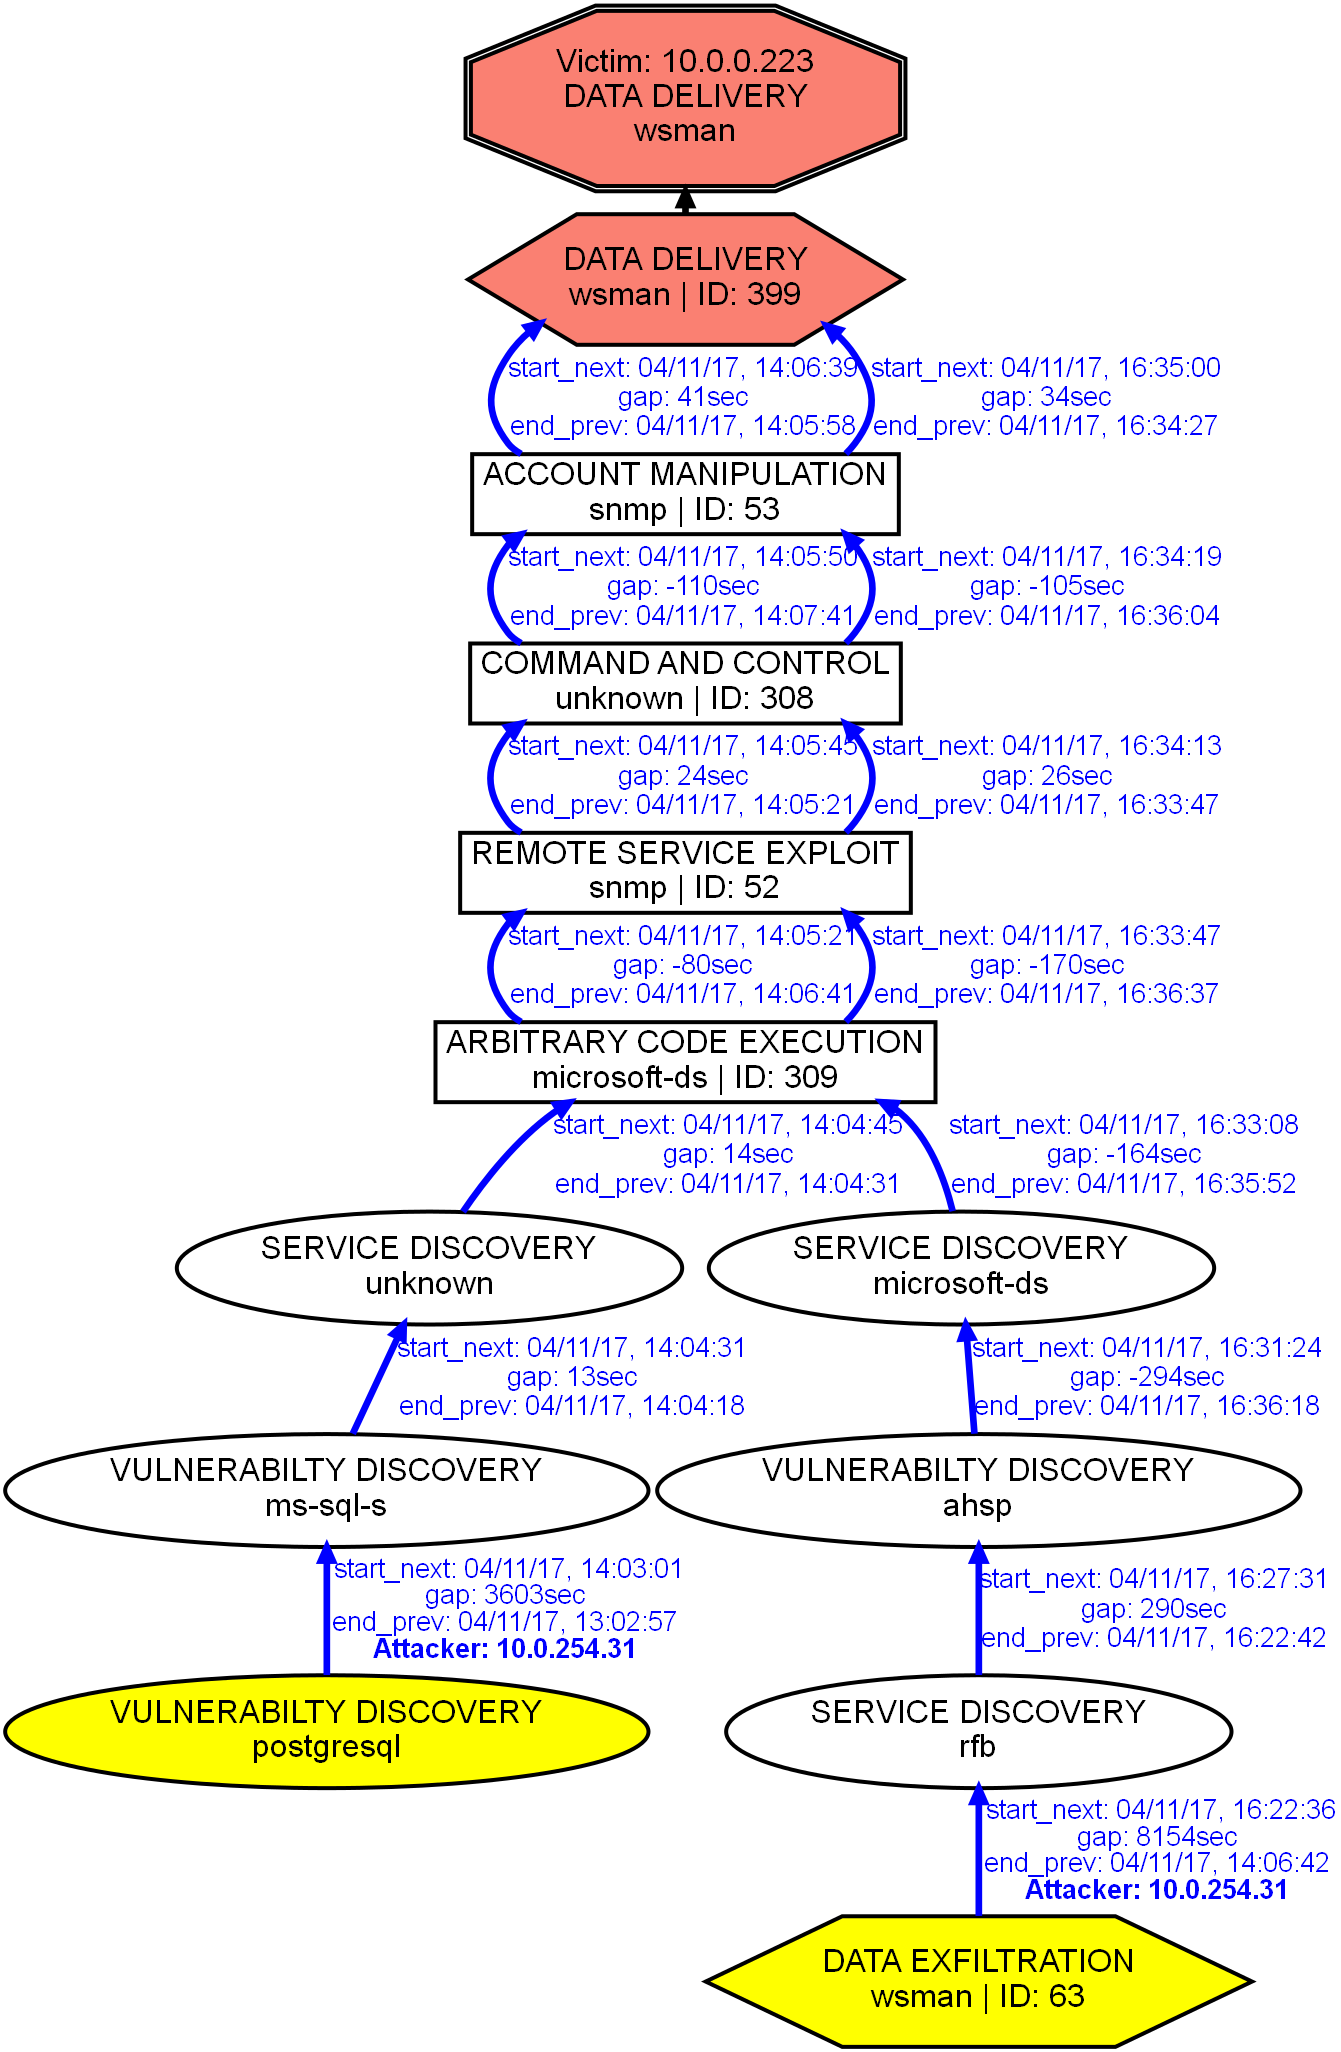 Victim: 10.0.0.223
DATA DELIVERY
wsman
DATA DELIVERY
wsman | ID: 399
start_next: 04/11/17, 14:06:39
gap: 41sec
end_prev: 04/11/17, 14:05:58
start_next: 04/11/17, 16:35:00
gap: 34sec
end_prev: 04/11/17, 16:34:27
ACCOUNT MANIPULATION
snmp | ID: 53
start_next: 04/11/17, 14:05:50
gap: -110sec
end_prev: 04/11/17, 14:07:41
start_next: 04/11/17, 16:34:19
gap: -105sec
end_prev: 04/11/17, 16:36:04
COMMAND AND CONTROL
unknown | ID: 308
start_next: 04/11/17, 14:05:45
gap: 24sec
end_prev: 04/11/17, 14:05:21
start_next: 04/11/17, 16:34:13
gap: 26sec
end_prev: 04/11/17, 16:33:47
REMOTE SERVICE EXPLOIT
snmp | ID: 52
start_next: 04/11/17, 14:05:21
gap: -80sec
end_prev: 04/11/17, 14:06:41
start_next: 04/11/17, 16:33:47
gap: -170sec
end_prev: 04/11/17, 16:36:37
ARBITRARY CODE EXECUTION
microsoft-ds | ID: 309
start_next: 04/11/17, 14:04:45
gap: 14sec
end_prev: 04/11/17, 14:04:31
start_next: 04/11/17, 16:33:08
gap: -164sec
end_prev: 04/11/17, 16:35:52
SERVICE DISCOVERY
unknown
SERVICE DISCOVERY
microsoft-ds
start_next: 04/11/17, 14:04:31
gap: 13sec
end_prev: 04/11/17, 14:04:18
start_next: 04/11/17, 16:31:24
gap: -294sec
end_prev: 04/11/17, 16:36:18
VULNERABILTY DISCOVERY
ms-sql-s
VULNERABILTY DISCOVERY
ahsp
start_next: 04/11/17, 14:03:01
gap: 3603sec
end_prev: 04/11/17, 13:02:57
Attacker: 10.0.254.31
start_next: 04/11/17, 16:27:31
gap: 290sec
end_prev: 04/11/17, 16:22:42
VULNERABILTY DISCOVERY
postgresql
SERVICE DISCOVERY
rfb
start_next: 04/11/17, 16:22:36
gap: 8154sec
end_prev: 04/11/17, 14:06:42
Attacker: 10.0.254.31
DATA EXFILTRATION
wsman | ID: 63